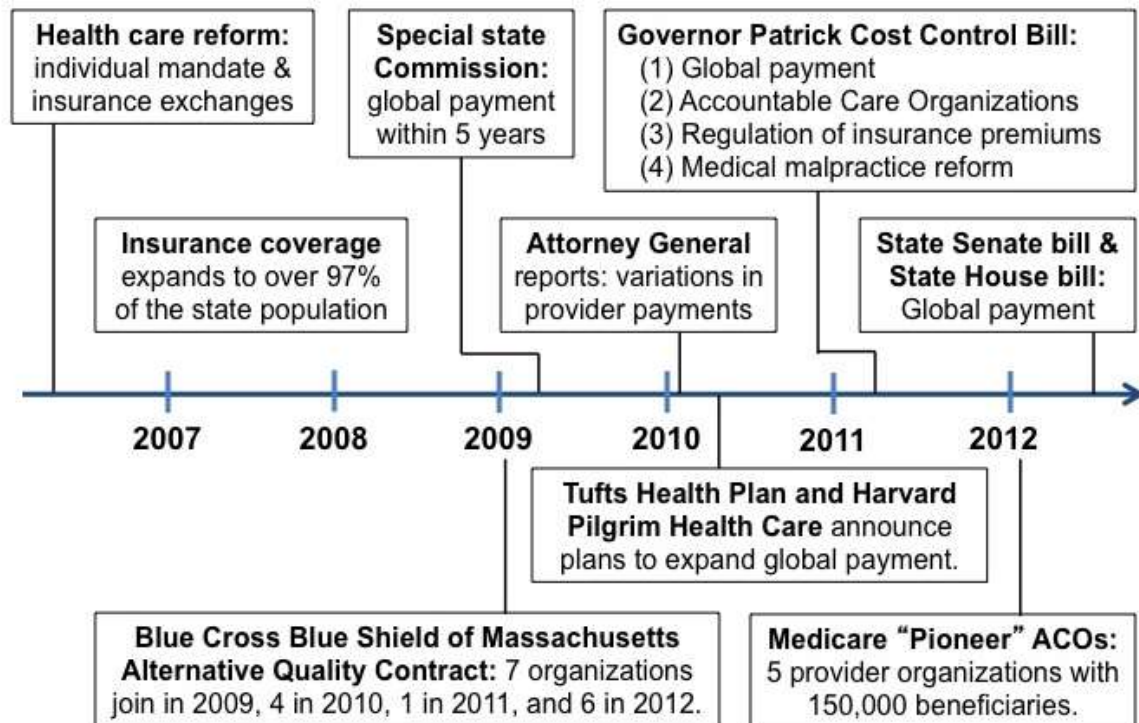 Health care reform:
individual mandate &
insurance exchanges
Special state
Commission:
global payment
within 5 years
Governor Patrick Cost Control Bill:
(1) Global payment
(2) Accountable Care Organizations
(3) Regulation of insurance premiums
(4) Medical malpractice reform
Insurance coverage
expands to over 97%
of the state population
Attorney General
reports: variations in
provider payments
State Senate bill &
State House bill:
Global payment
2007 2008 2009 2010 2011 2012
Tufts Health Plan and Harvard
Pilgrim Health Care announce
plans to expand global payment.
Blue Cross Blue Shield of Massachusetts
Alternative Quality Contract: 7 organizations
join in 2009, 4 in 2010, 1 in 2011, and 6 in 2012.
Medicare “Pioneer” ACOs:
5 provider organizations with
150,000 beneficiaries.